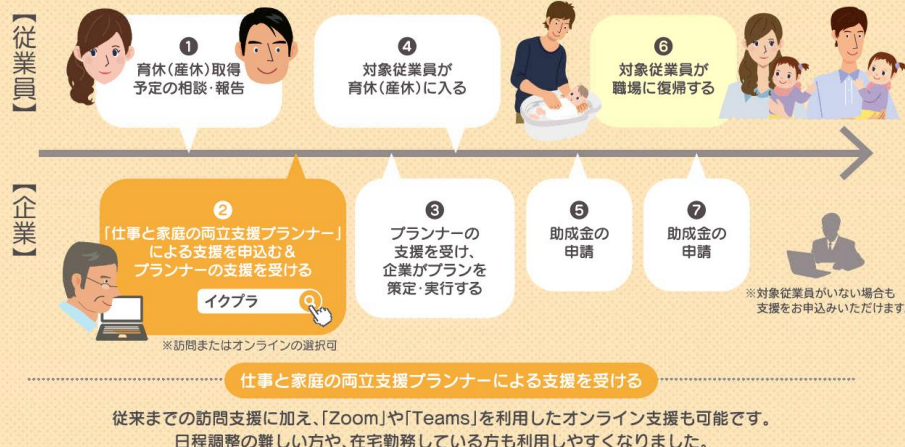 【従業員】
❶
育休(産休)取得
予定の相談・報告
❹
対象従業員が
育休(産休)に入る
❻
対象従業員が
職場に復帰する
【企業】
❷
「仕事と家庭の両立支援プランナー」
による支援を申込む&
プランナーの支援を受ける
イクプラ
※訪問またはオンラインの選択可
❸
プランナーの
支援を受け、
企業がプランを
策定・実行する
❺
助成金の
申請
❼
助成金の
申請
※対象従業員がいない場合も
支援をお申込みいただけます
仕事と家庭の両立支援プランナーによる支援を受ける
従来までの訪問支援に加え、「Zoom」や「Teams」を利用したオンライン支援も可能です。
日程調整の難しい方や、在宅勤務している方も利用しやすくなりました。